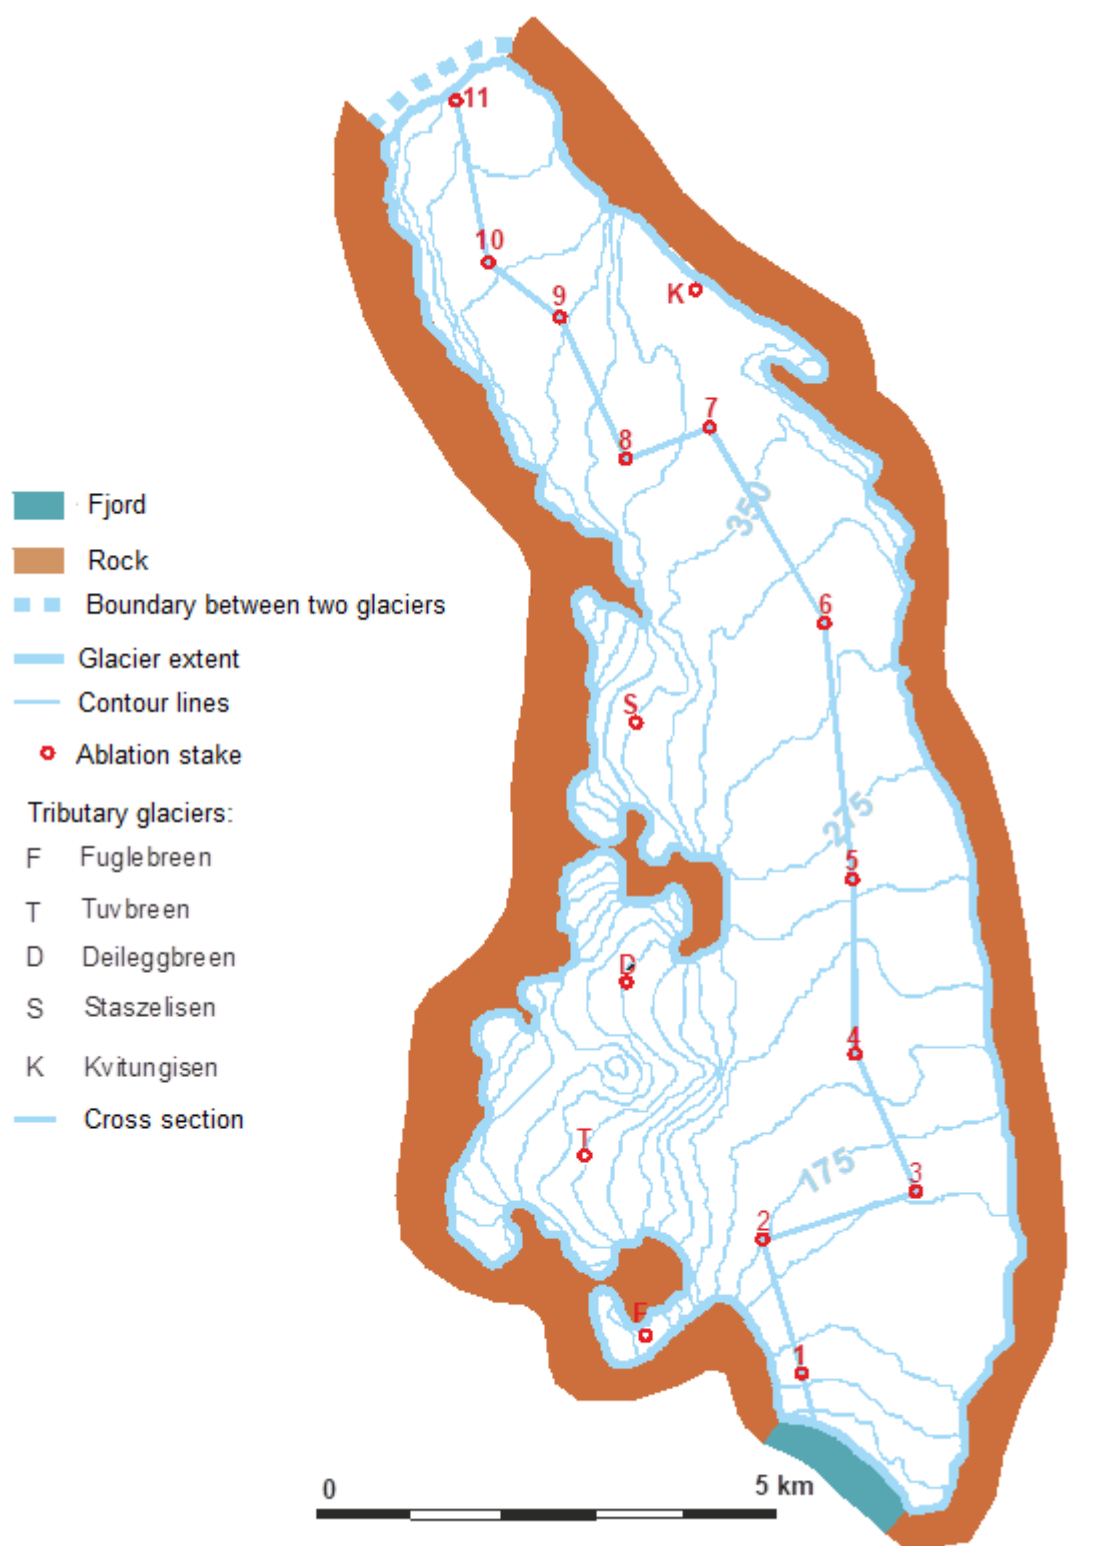 11
10
9
K
7
8
350
Fjord
Rock
Boundary between two glaciers
6
Glacier extent
Contour lines
S
Ablation stake
Tributary glaciers:
275
F Fuglebreen
5
T Tuvbreen
D Deileggbreen
D
S Staszelisen
4
K Kvitungisen
Cross section
T
175
3
2
F
1
0
5 km